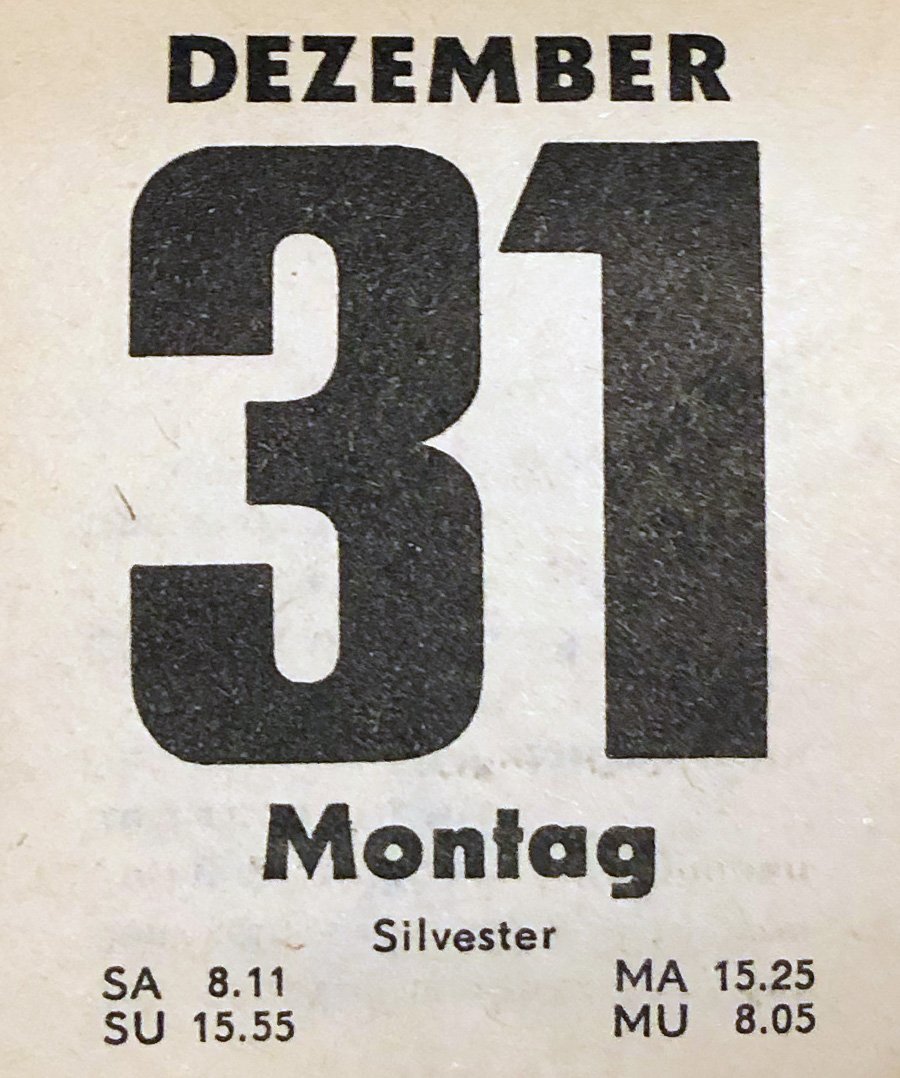 DEZEMBER
31
Montag
Silvester
SA 8.11 MA 15.25
SU 15.55 MU 8.05